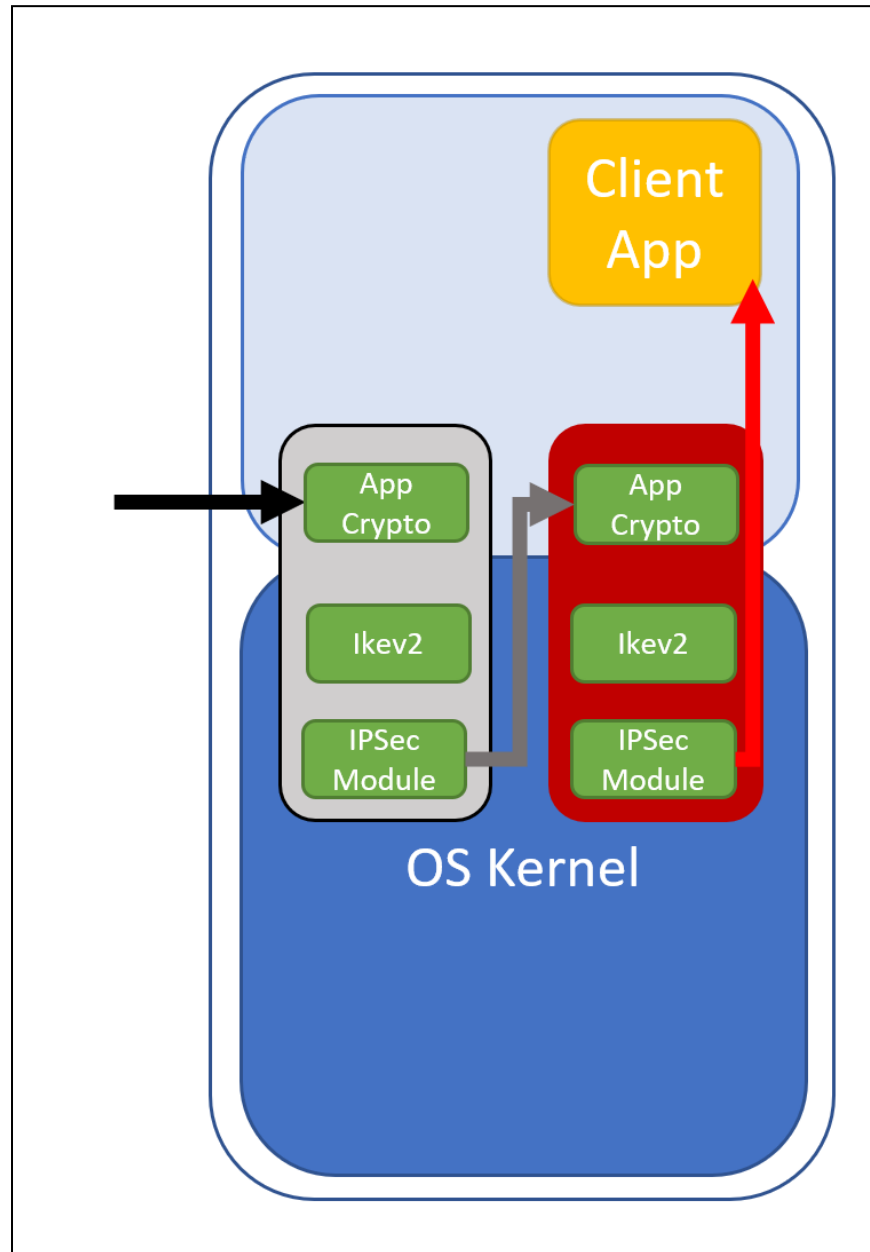 Client
App
App
Crypto
Ikev2
IPSec
Module
App
Crypto
Ikev2
IPSec
Module
OS Kernel